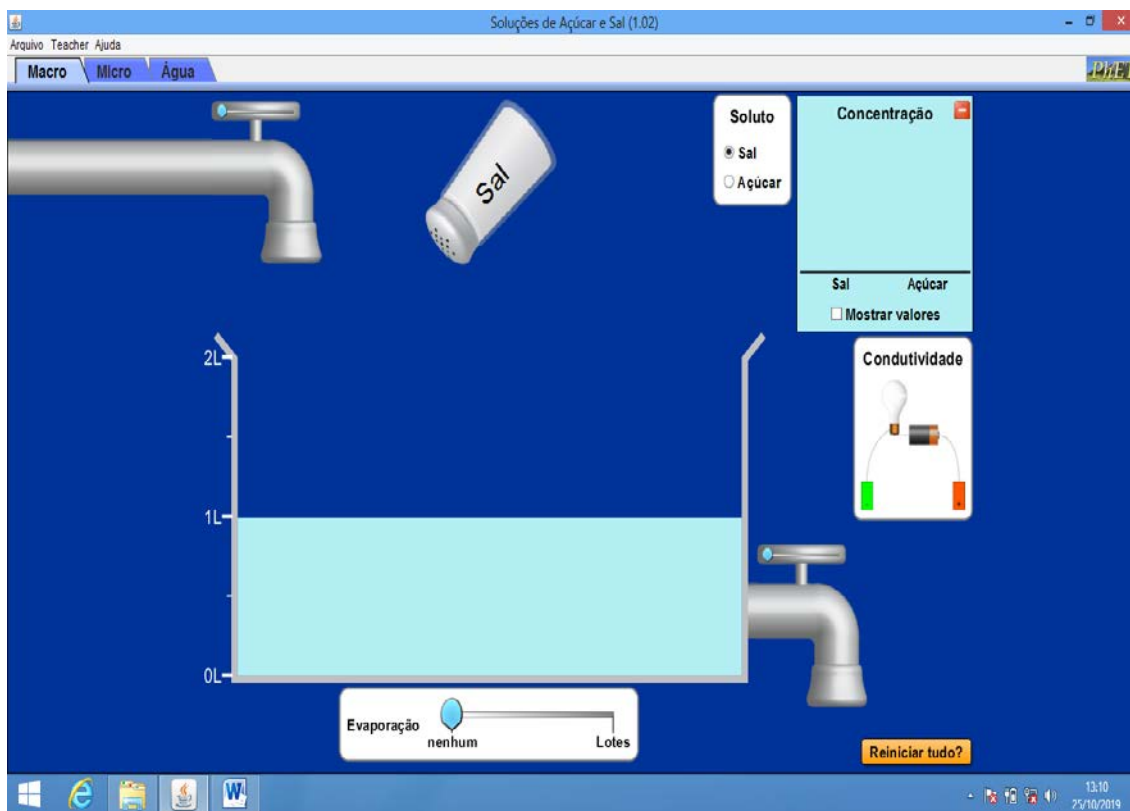 Soluções de Açúcar e Sal (1.02)
Arquivo Teacher Ajuda
Macro Micro Água
PhET
Sal
Soluto
Sal
Açúcar
Concentração
Sal Açúcar
Mostrar valores
2L
1L
0L
Condutividade
Evaporação
nenhum Lotes
Reiniciar tudo?
13:10
25/10/2019